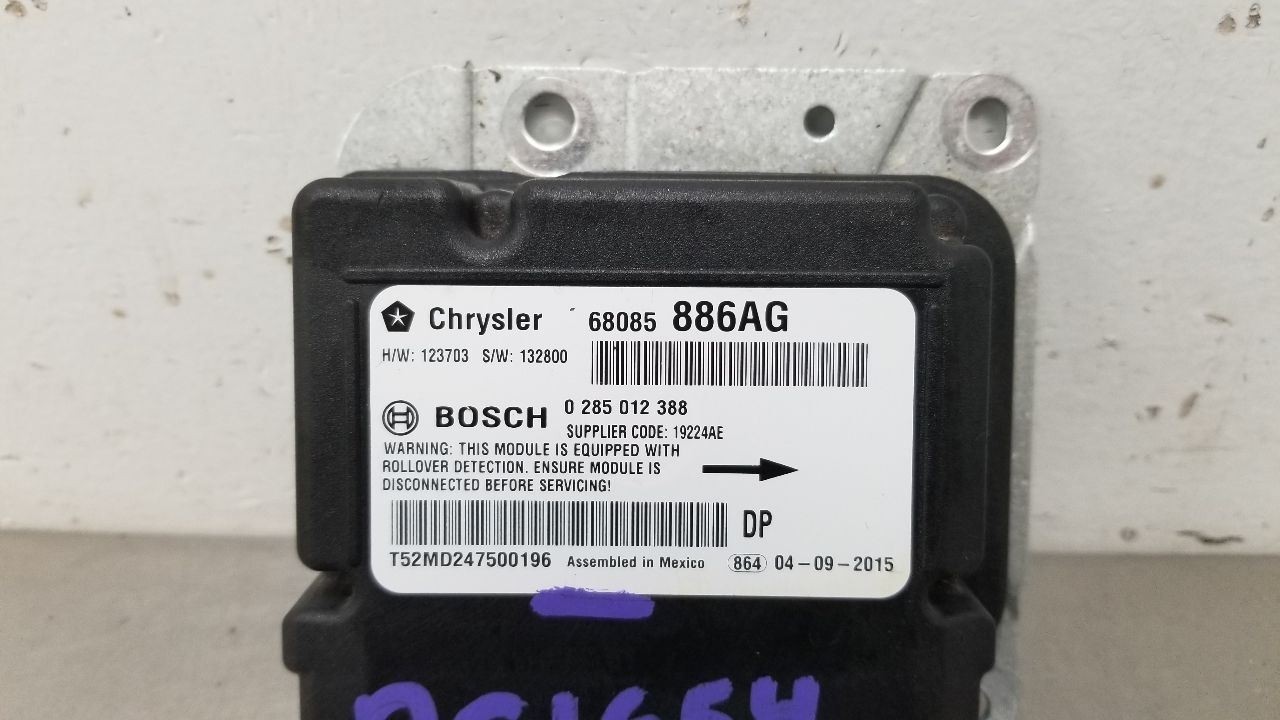 Chrysler 68085 886AG
H/W: 123703 S/W: 132800
BOSCH 0 285 012 388
SUPPLIER CODE: 19224AE
WARNING: THIS MODULE IS EQUIPPED WITH
ROLLOVER DETECTION. ENSURE MODULE IS
DISCONNECTED BEFORE SERVICING!
DP
T52MD247500196 Assembled in Mexico 864 04-09-2015